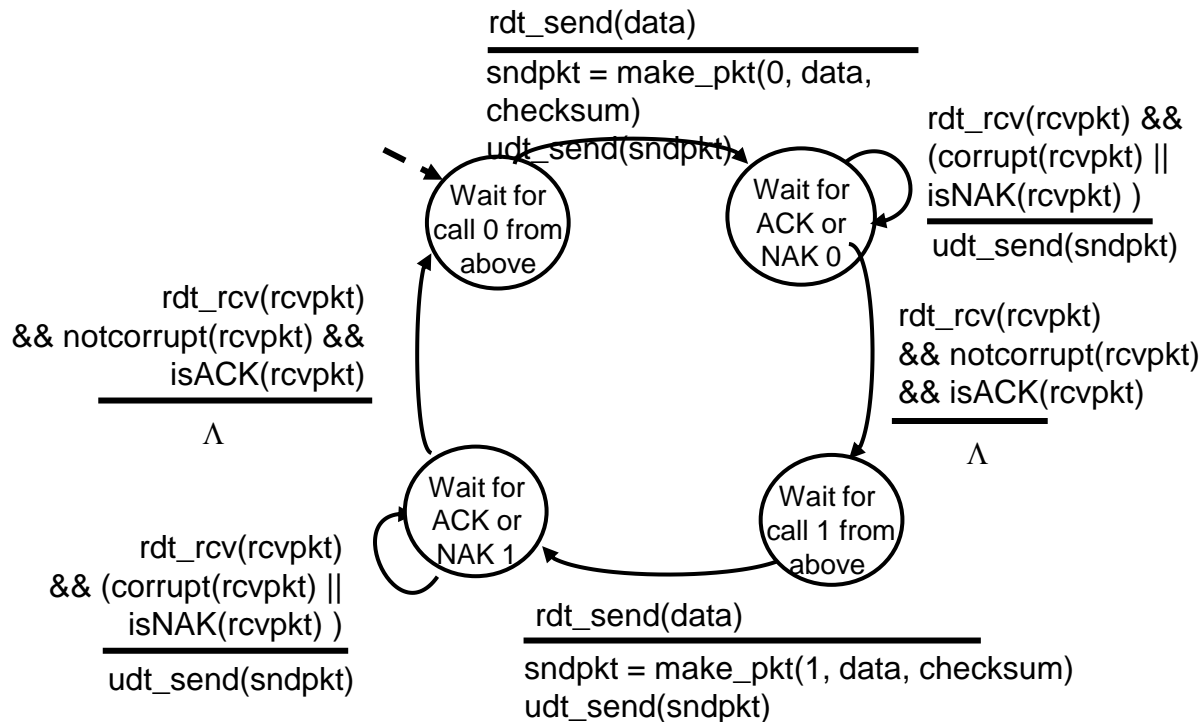 rdt_send(data)
sndpkt = make_pkt(0, data,
checksum)
udt_send(sndpkt)
Wait for
call 0 from
above
Wait for
ACK or
NAK 0
rdt_rcv(rcvpkt) &&
(corrupt(rcvpkt) ||
isNAK(rcvpkt) )
udt_send(sndpkt)
rdt_rcv(rcvpkt)
&& notcorrupt(rcvpkt) &&
isACK(rcvpkt)
Λ
rdt_rcv(rcvpkt)
&& notcorrupt(rcvpkt)
&& isACK(rcvpkt)
Λ
Wait for
ACK or
NAK 1
Wait for
call 1 from
above
rdt_rcv(rcvpkt)
&& (corrupt(rcvpkt) ||
isNAK(rcvpkt) )
udt_send(sndpkt)
rdt_send(data)
sndpkt = make_pkt(1, data, checksum)
udt_send(sndpkt)